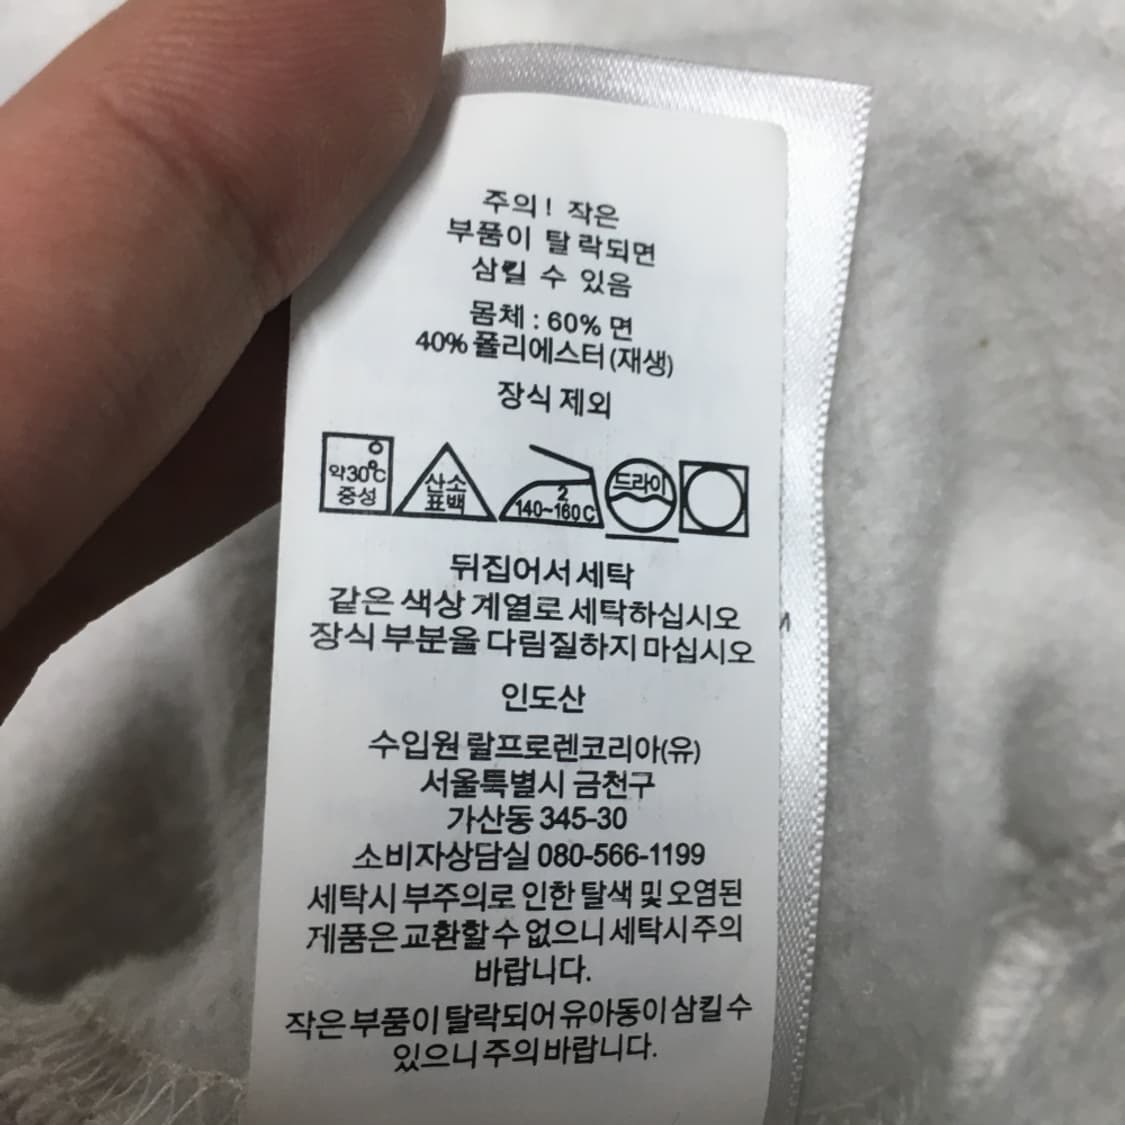 주의! 작은
부품이 탈락되면
삼킬 수 있음
몸체 : 60% 면
40% 폴리에스터 (재생)
장식 제외
약30℃
중성
산소
표백
2
140~160C
드라이
뒤집어서 세탁
같은 색상 계열로 세탁하십시오
장식 부분을 다림질하지 마십시오
인도산
수입원 랄프로렌코리아(유)
서울특별시 금천구
가산동 345-30
소비자상담실 080-566-1199
세탁시 부주의로 인한 탈색 및 오염된
제품은 교환할 수 없으니 세탁시 주의
바랍니다.
작은 부품이 탈락되어 유아동이 삼킬 수
있으니 주의 바랍니다.